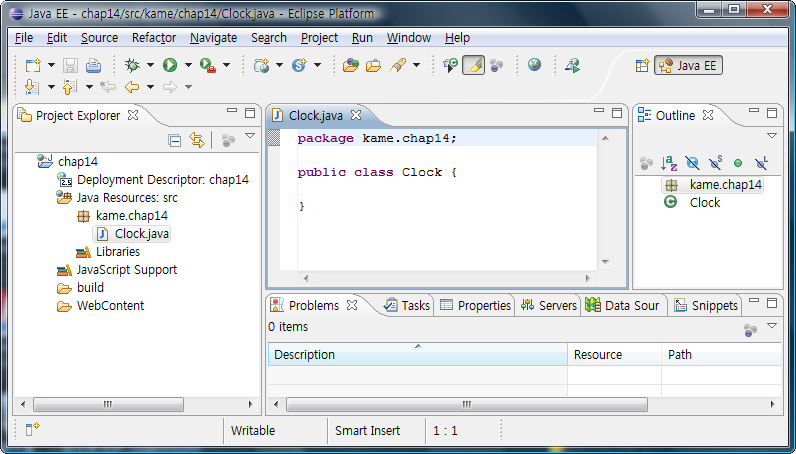 Java EE - chap14/src/kame/chap14/Clock.java - Eclipse Platform
File Edit Source Refactor Navigate Search Project Run Window Help
Java EE
Project Explorer
chap14
2.5 Deployment Descriptor: chap14
Java Resources: src
kame.chap14
Clock.java
Libraries
JavaScript Support
build
WebContent
Clock.java
package kame.chap14;
public class Clock {
}
Outline
kame.chap14
Clock
Problems Tasks Properties Servers Data Sour Snippets
0 items
Description Resource Path
Writable Smart Insert 1 : 1